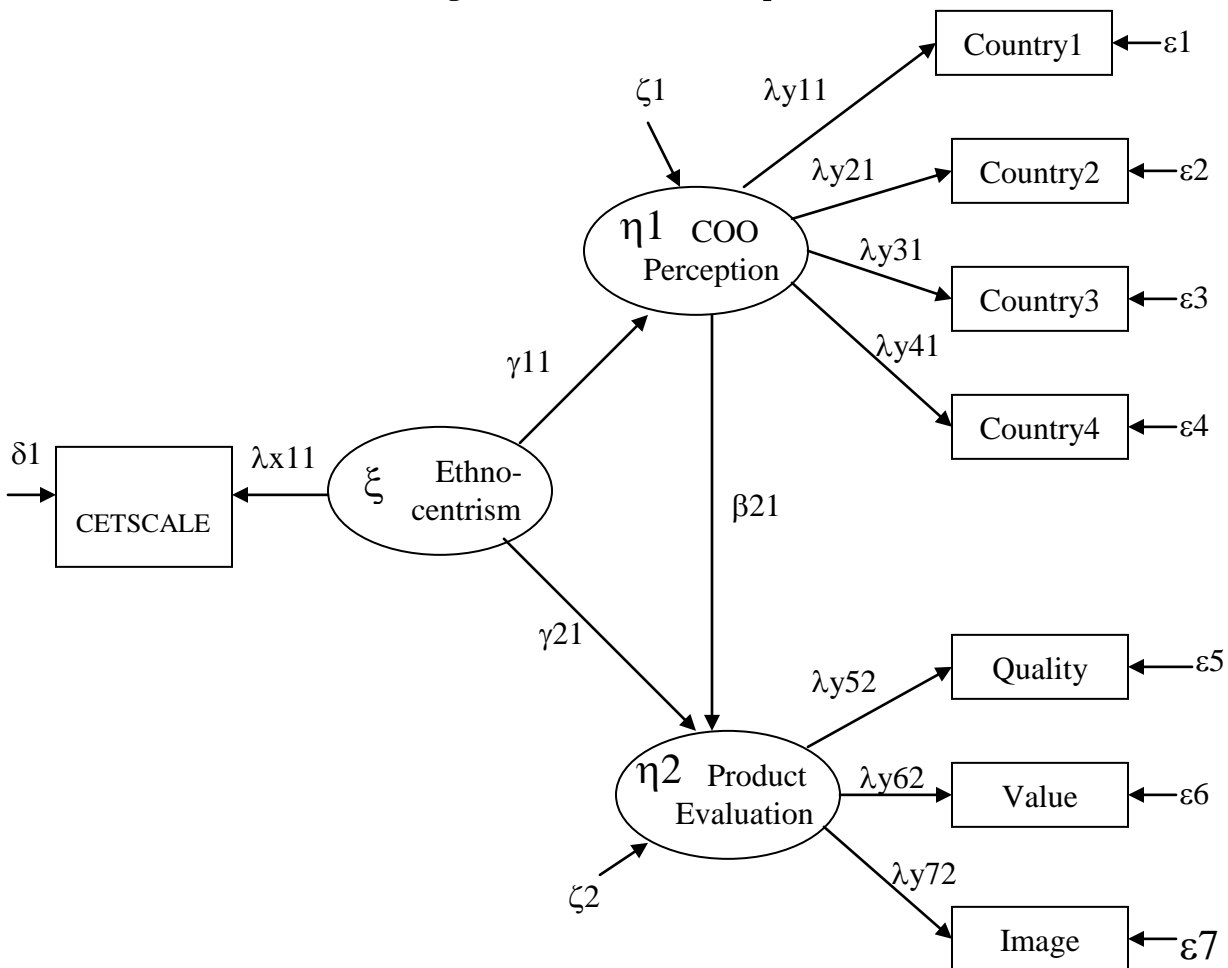 Country1
ε1
ζ1
λy11
λy21
Country2
ε2
η1 COO
Perception
λy31
Country3
ε3
λy41
γ11
Country4
ε4
δ1
λx11
CETSCALE
ξ Ethno-
centrism
β21
γ21
λy52
Quality
ε5
η2 Product
Evaluation
λy62
Value
ε6
λy72
ζ2
Image
ε7